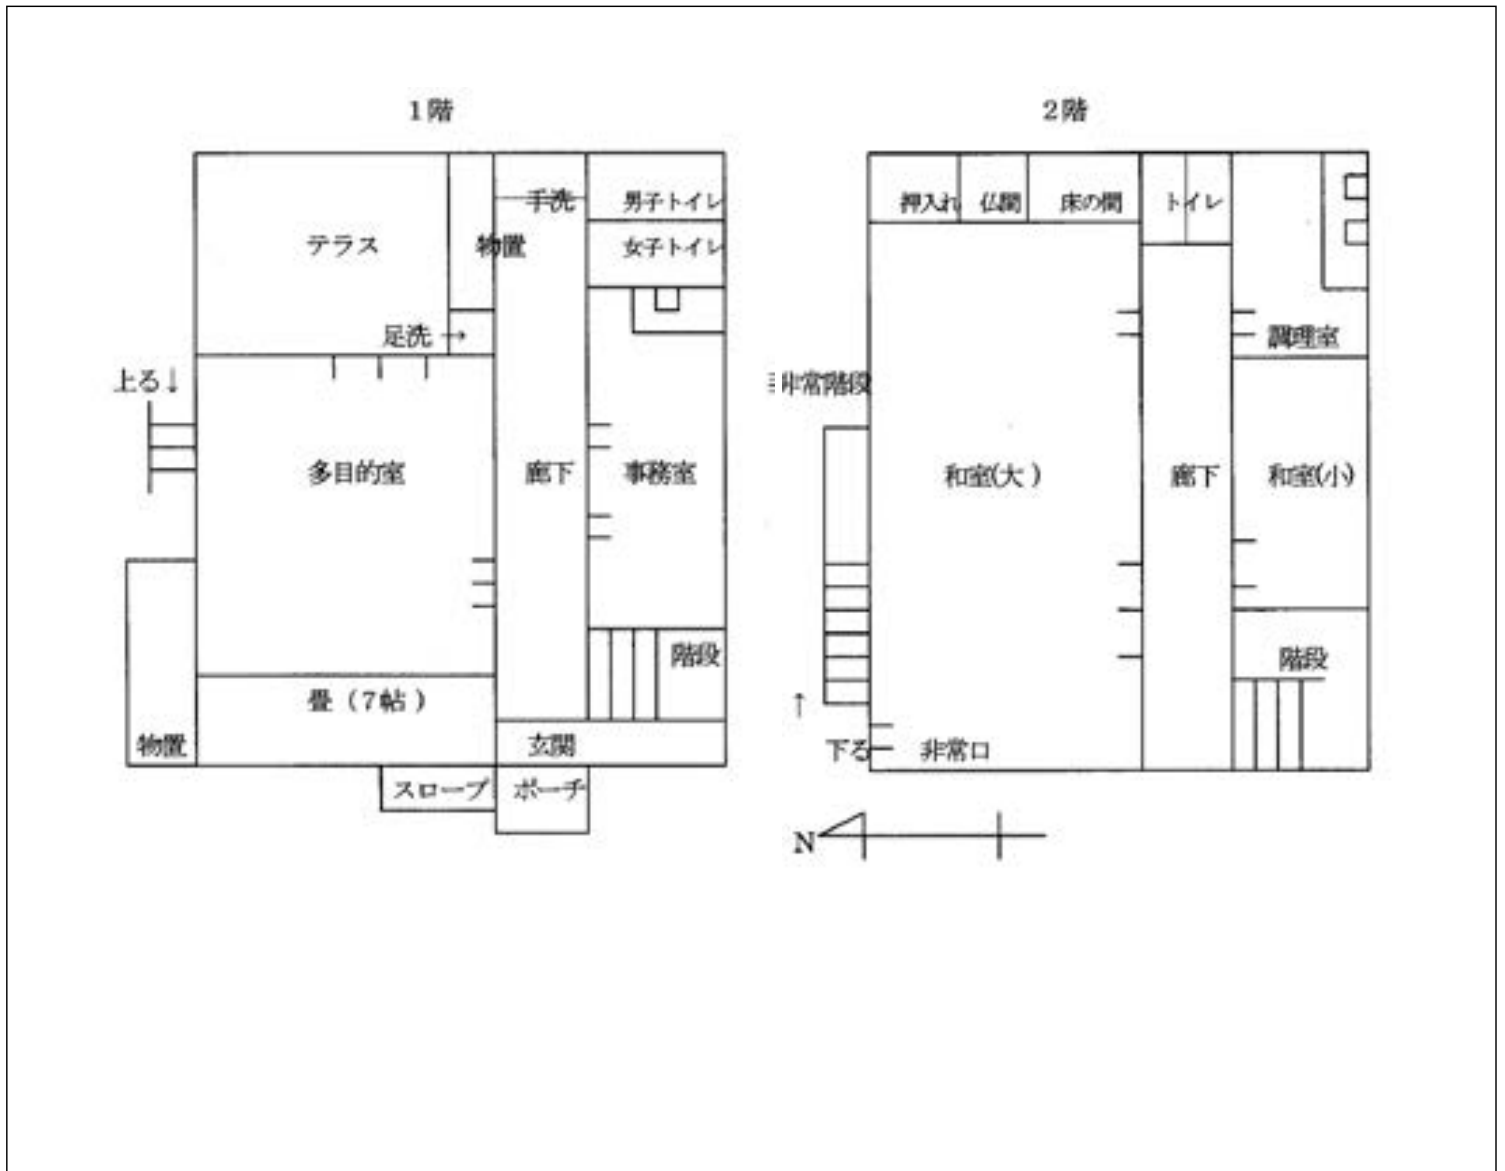 1階
手洗
男子トイレ
テラス
物置
女子トイレ
足洗→
上る↓
多目的室
廊下
事務室
階段
畳（7帖）
物置
玄関
スロープ
ポーチ
2階
押入れ
仏間
床の間
トイレ
調理室
非常階段
和室(大)
廊下
和室(小)
階段
↑
下る
非常口
N